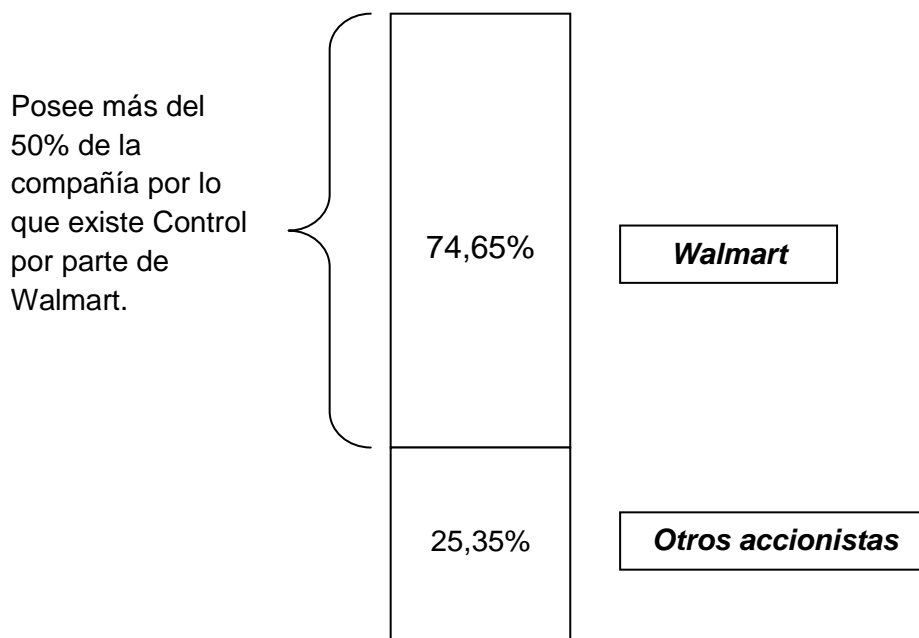 Posee más del
50% de la
compañía por lo
que existe Control
por parte de
Walmart.
74,65%
Walmart
25,35%
Otros accionistas